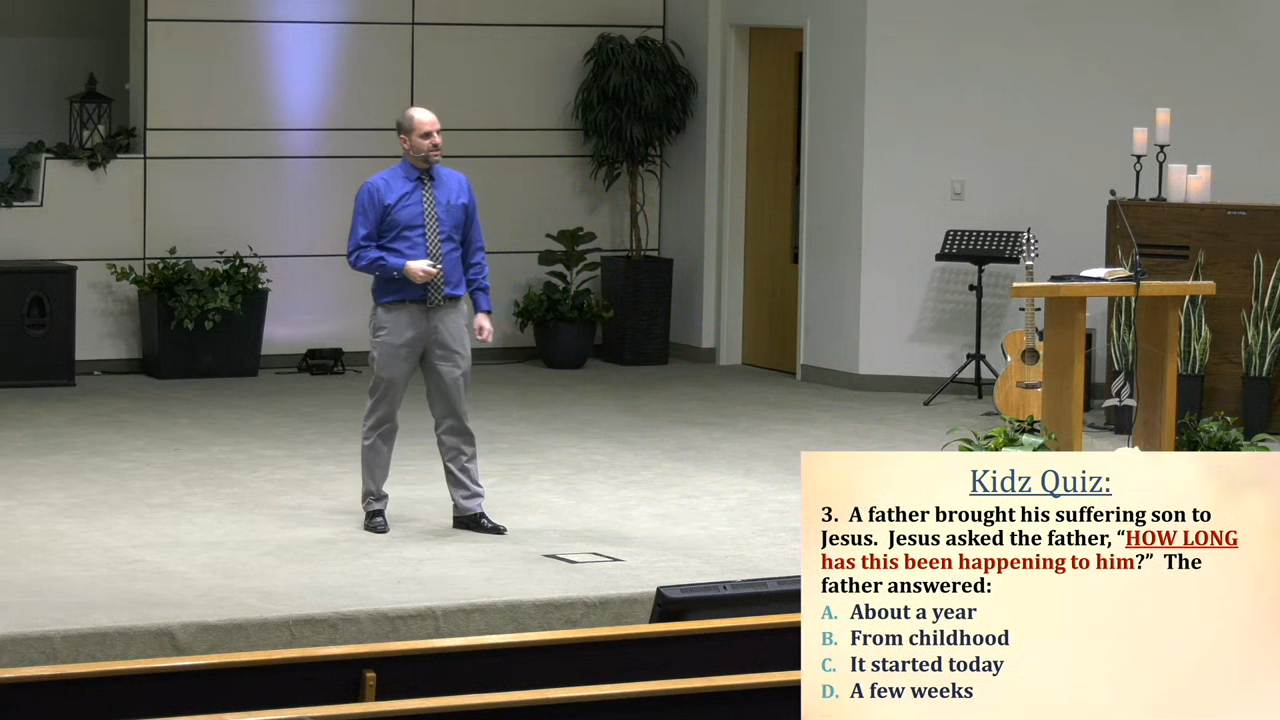 Kidz Quiz:
3. A father brought his suffering son to
Jesus. Jesus asked the father, “HOW LONG
has this been happening to him?” The
father answered:
A. About a year
B. From childhood
C. It started today
D. A few weeks